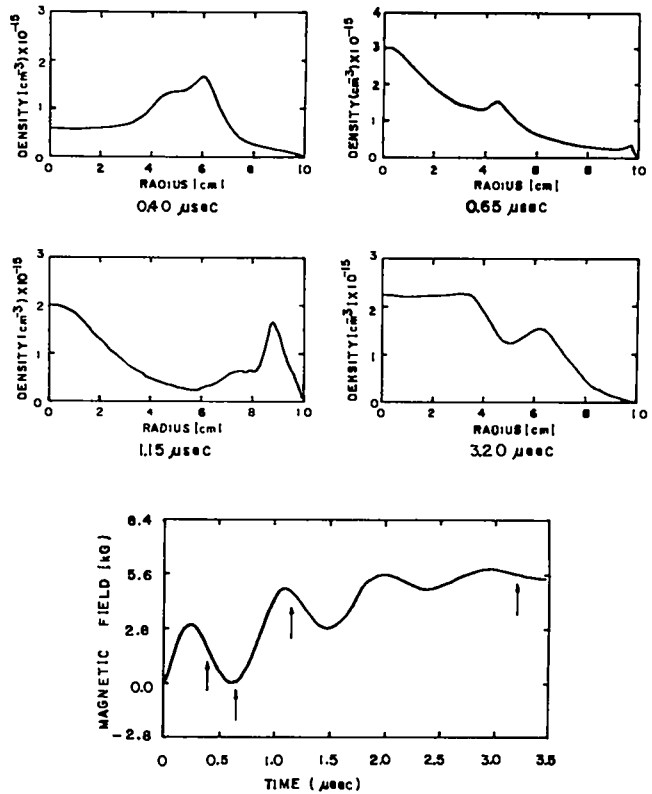 DENSITY (cm⁻³) X10⁻¹⁵
3
2
1
0
0 2 4 6 8 10
RADIUS [cm]
0.40 µsec
DENSITY (cm⁻³) X10⁻¹⁵
4
3
2
1
0
0 2 4 6 8 10
RADIUS [cm]
0.65 µsec
DENSITY (cm⁻³) X10⁻¹⁵
3
2
1
0
0 2 4 6 8 10
RADIUS [cm]
1.15 µsec
DENSITY [cm⁻³] X10⁻¹⁵
3
2
1
0
0 2 4 6 8 10
RADIUS [cm]
3.20 µsec
MAGNETIC FIELD [kG]
8.4
5.6
2.8
0.0
-2.8
0 0.5 1.0 1.5 2.0 2.5 3.0 3.5
TIME (µsec)